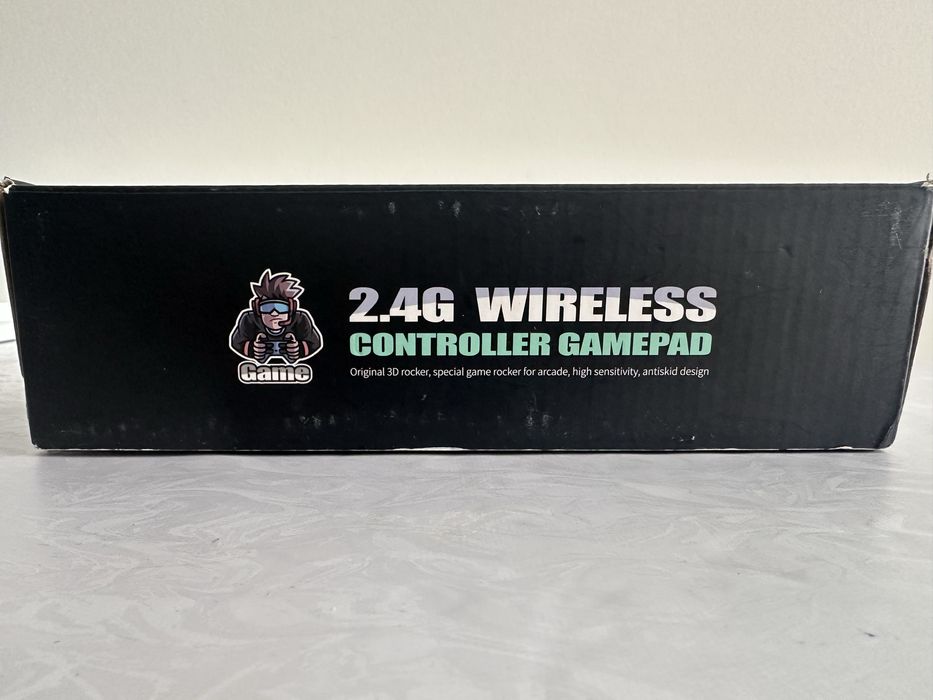 Game
2.4G WIRELESS
CONTROLLER GAMEPAD
Original 3D rocker, special game rocker for arcade, high sensitivity, antiskid design